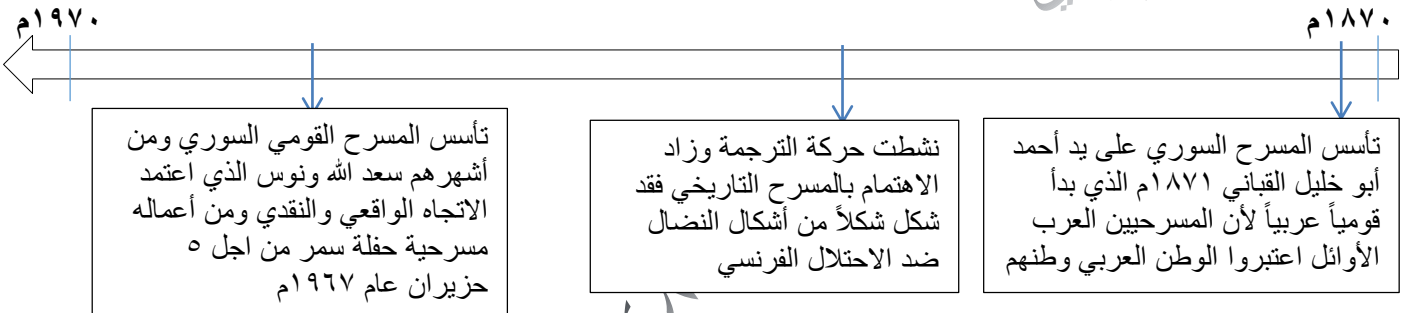 ١٨٧٠م
١٩٧٠م
تأسس المسرح السوري على يد أحمد
أبو خليل القباني ١٨٧١م الذي بدأ
قومياً عربياً لأن المسرحيين العرب
الأوائل اعتبروا الوطن العربي وطنهم
نشطت حركة الترجمة وزاد
الاهتمام بالمسرح التاريخي فقد
شكل شكلاً من أشكال النضال
ضد الاحتلال الفرنسي
تأسس المسرح القومي السوري ومن
أشهرهم سعد الله ونوس الذي اعتمد
الاتجاه الواقعي والنقدي ومن أعماله
مسرحية حفلة سمر من اجل ٥
حزيران عام ١٩٦٧م